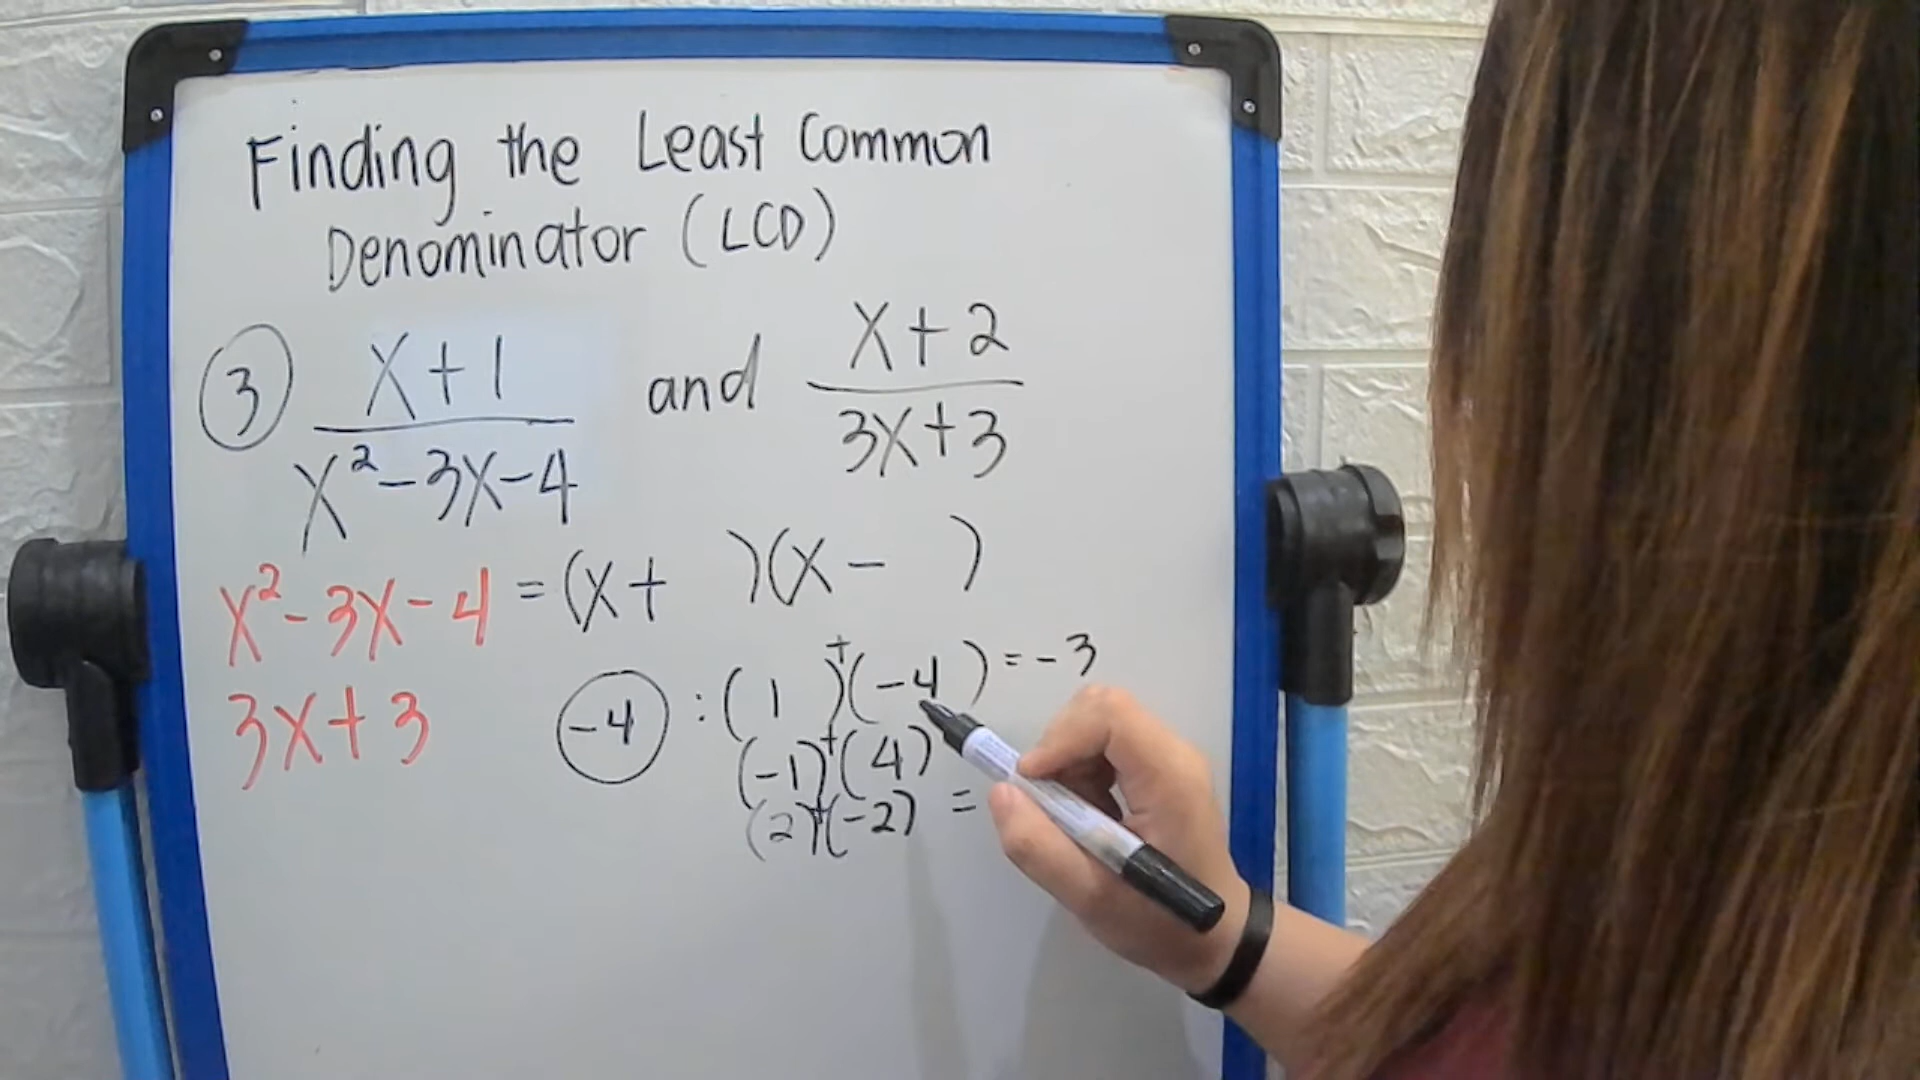 Finding the Least Common
Denominator (LCD)
3 x+1 and x+2
x²-3x-4 3x+3
x²-3x-4 = (x+ )(x- )
3x+3
-4 : (1 )+(-4 ) = -3
(-1)+(4)
(2)+(-2) =